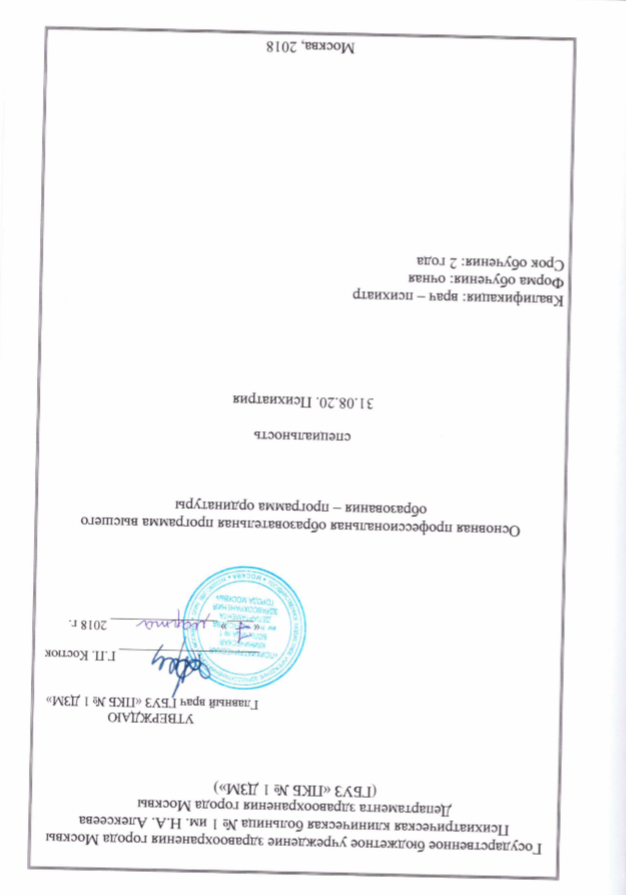 Государственное бюджетное учреждение здравоохранения города Москвы
Психиатрическая клиническая больница № 1 им. Н.А. Алексеева
Департамента здравоохранения города Москвы
(ГБУЗ «ПКБ № 1 ДЗМ»)
УТВЕРЖДАЮ
Главный врач ГБУЗ «ПКБ № 1 ДЗМ»
Г.П. Костюк
«7» марта 2018 г.
Основная профессиональная образовательная программа высшего
образования – программа ординатуры
специальность
31.08.20. Психиатрия
Квалификация: врач – психиатр
Форма обучения: очная
Срок обучения: 2 года
Москва, 2018